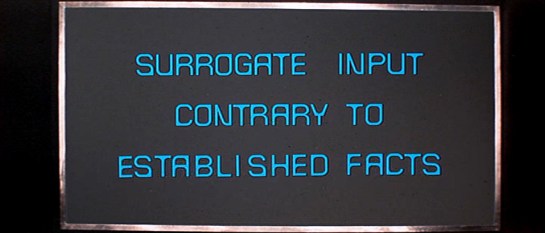 SURROGATE INPUT
CONTRARY TO
ESTABLISHED FACTS